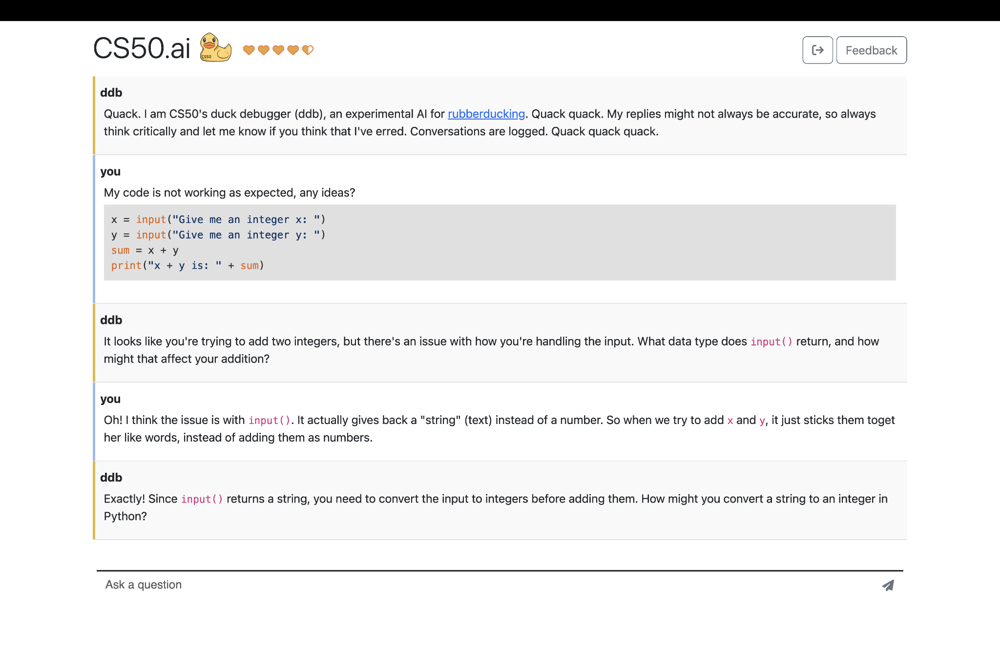 CS50.ai
CS50
Feedback
ddb
Quack. I am CS50's duck debugger (ddb), an experimental AI for rubberducking. Quack quack. My replies might not always be accurate, so always
think critically and let me know if you think that I've erred. Conversations are logged. Quack quack quack.
you
My code is not working as expected, any ideas?
x = input("Give me an integer x: ")
y = input("Give me an integer y: ")
sum = x + y
print("x + y is: " + sum)
ddb
It looks like you're trying to add two integers, but there's an issue with how you're handling the input. What data type does input() return, and how
might that affect your addition?
you
Oh! I think the issue is with input(). It actually gives back a "string" (text) instead of a number. So when we try to add x and y, it just sticks them toget
her like words, instead of adding them as numbers.
ddb
Exactly! Since input() returns a string, you need to convert the input to integers before adding them. How might you convert a string to an integer in
Python?
Ask a question